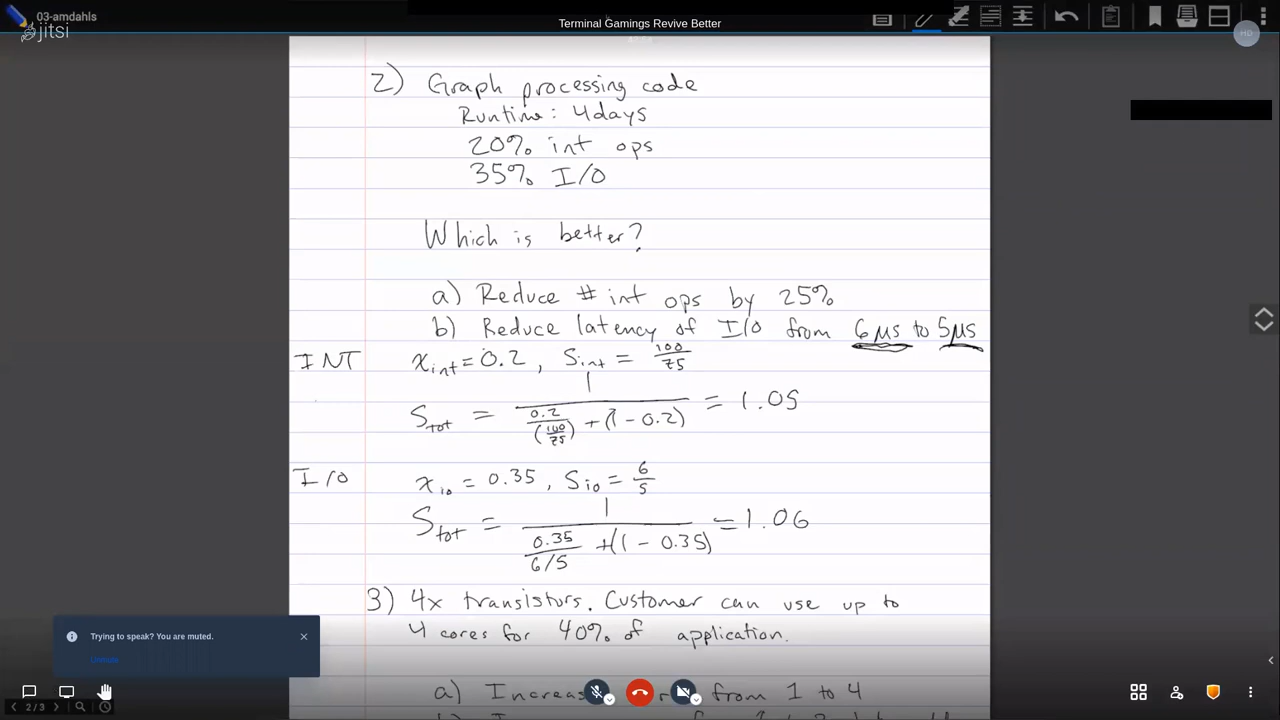 03-amdahls
Terminal Gamings Revive Better
jitsi
HD
2) Graph processing code
Runtime: 4days
20% int ops
35% I/O
Which is better?
a) Reduce # int ops by 25%
b) Reduce latency of I/O from 6μs to 5μs
INT x_int = 0.2, S_int = 100/75
S_tot = 1/(0.2/(100/75) + (1 - 0.2)) = 1.05
I/O x_io = 0.35, S_io = 6/5
S_tot = 1/(0.35/(6/5) + (1 - 0.35)) = 1.06
3) 4x transistors. Customer can use up to
4 cores for 40% of application.
Trying to speak? You are muted.
Unmute
a) Increas from 1 to 4
2/3